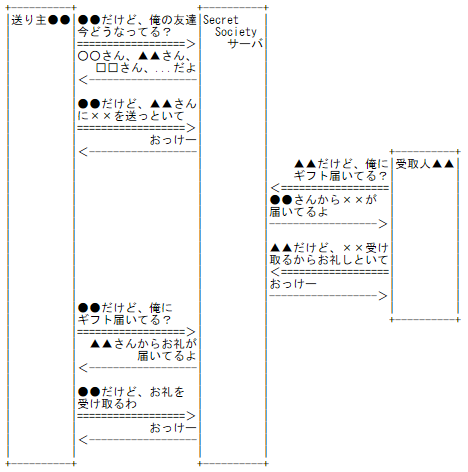 送り主●●
●●だけど、俺の友達
今どうなってる？
〇〇さん、▲▲さん、
□□さん、...だよ
Secret
Society
サーバ
●●だけど、▲▲さん
に××を送っといて
おっけー
▲▲だけど、俺に
ギフト届いてる？
受取人▲▲
●●さんから××が
届いてるよ
▲▲だけど、××受け
取るからお礼しといて
おっけー
●●だけど、俺に
ギフト届いてる？
▲▲さんからお礼が
届いてるよ
●●だけど、お礼を
受け取るわ
おっけー